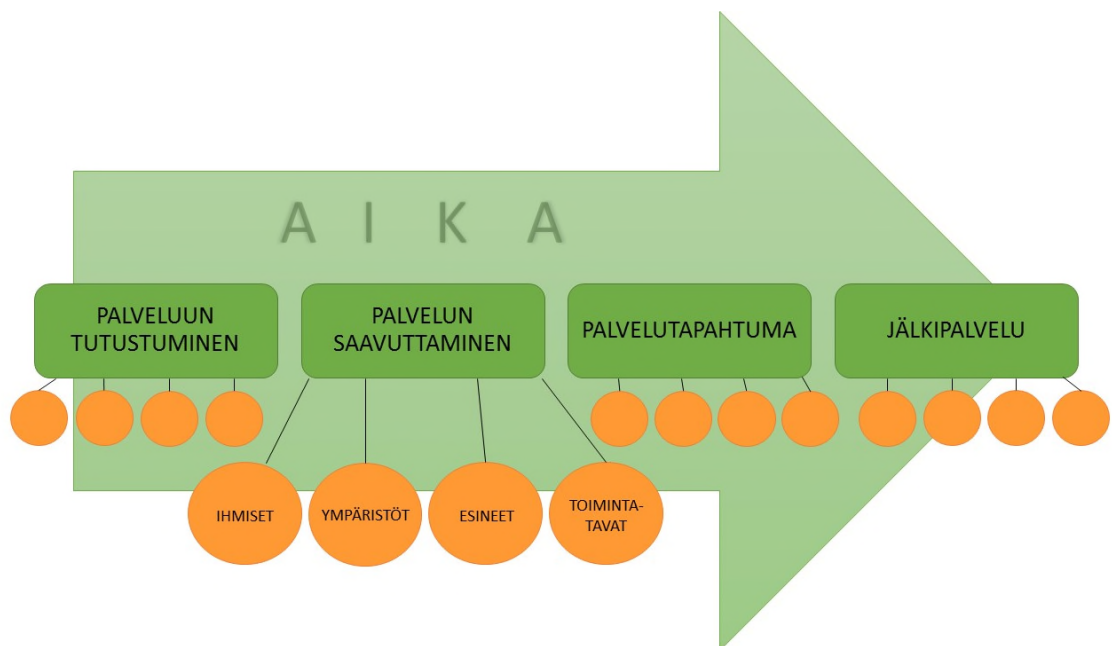 A I K A
PALVELUUN
TUTUSTUMINEN
PALVELUN
SAAVUTTAMINEN
PALVELUTAPAHTUMA
JÄLKIPALVELU
IHMISET
YMPÄRISTÖT
ESINEET
TOIMINTA-
TAVAT